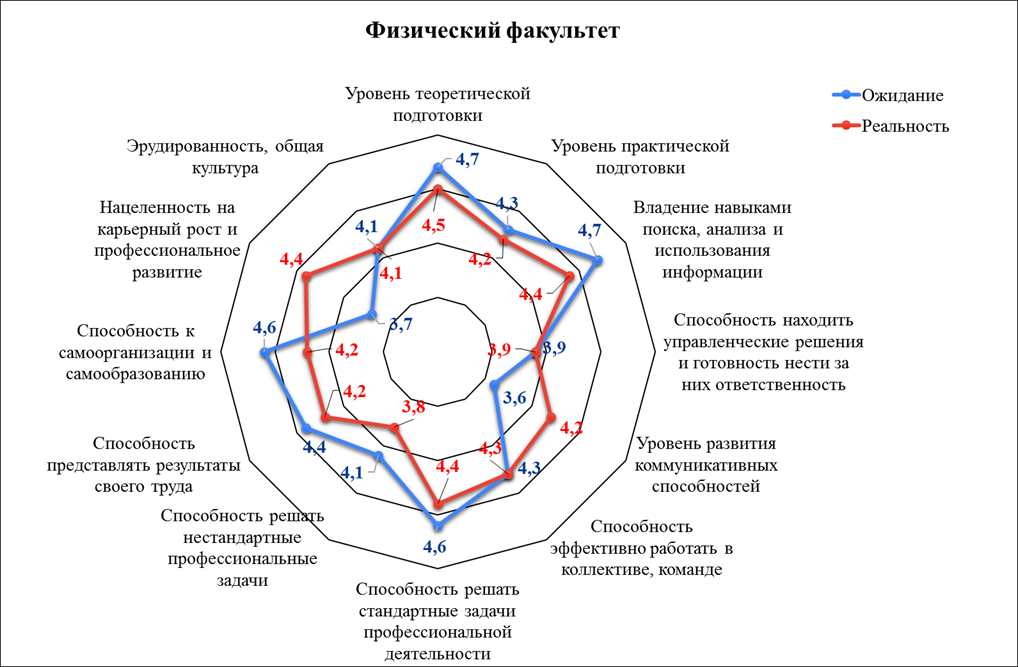 Физический факультет
Ожидание
Реальность
Уровень теоретической
подготовки
Уровень практической
подготовки
Владение навыками
поиска, анализа и
использования
информации
Способность находить
управленческие решения
и готовность нести за
них ответственность
Уровень развития
коммуникативных
способностей
Способность
эффективно работать в
коллективе, команде
Способность решать
стандартные задачи
профессиональной
деятельности
Способность решать
нестандартные
профессиональные
задачи
Способность
представлять результаты
своего труда
Способность к
самоорганизации и
самообразованию
Нацеленность на
карьерный рост и
профессиональное
развитие
Эрудированность, общая
культура
4,7
4,3
4,7
3,9
3,6
4,3
4,6
4,1
4,4
4,6
3,7
4,1
4,5
4,2
4,4
3,9
4,2
4,3
4,4
3,8
4,2
4,2
4,4
4,1